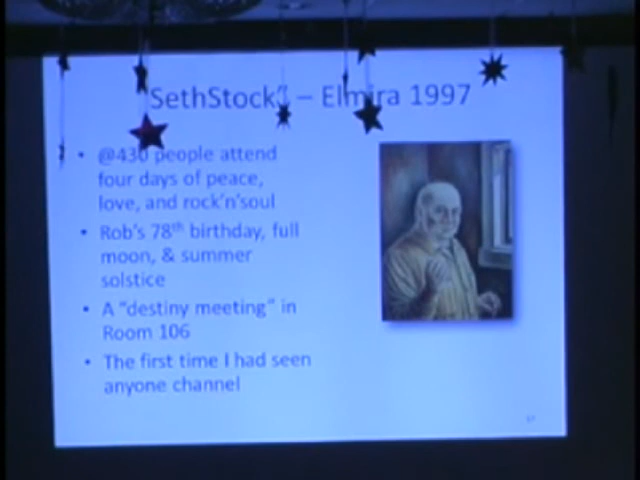 SethStock" – Elmira 1997
• @430 people attend
four days of peace,
love, and rock'n'soul
• Rob's 78th birthday, full
moon, & summer
solstice
• A "destiny meeting" in
Room 106
• The first time I had seen
anyone channel